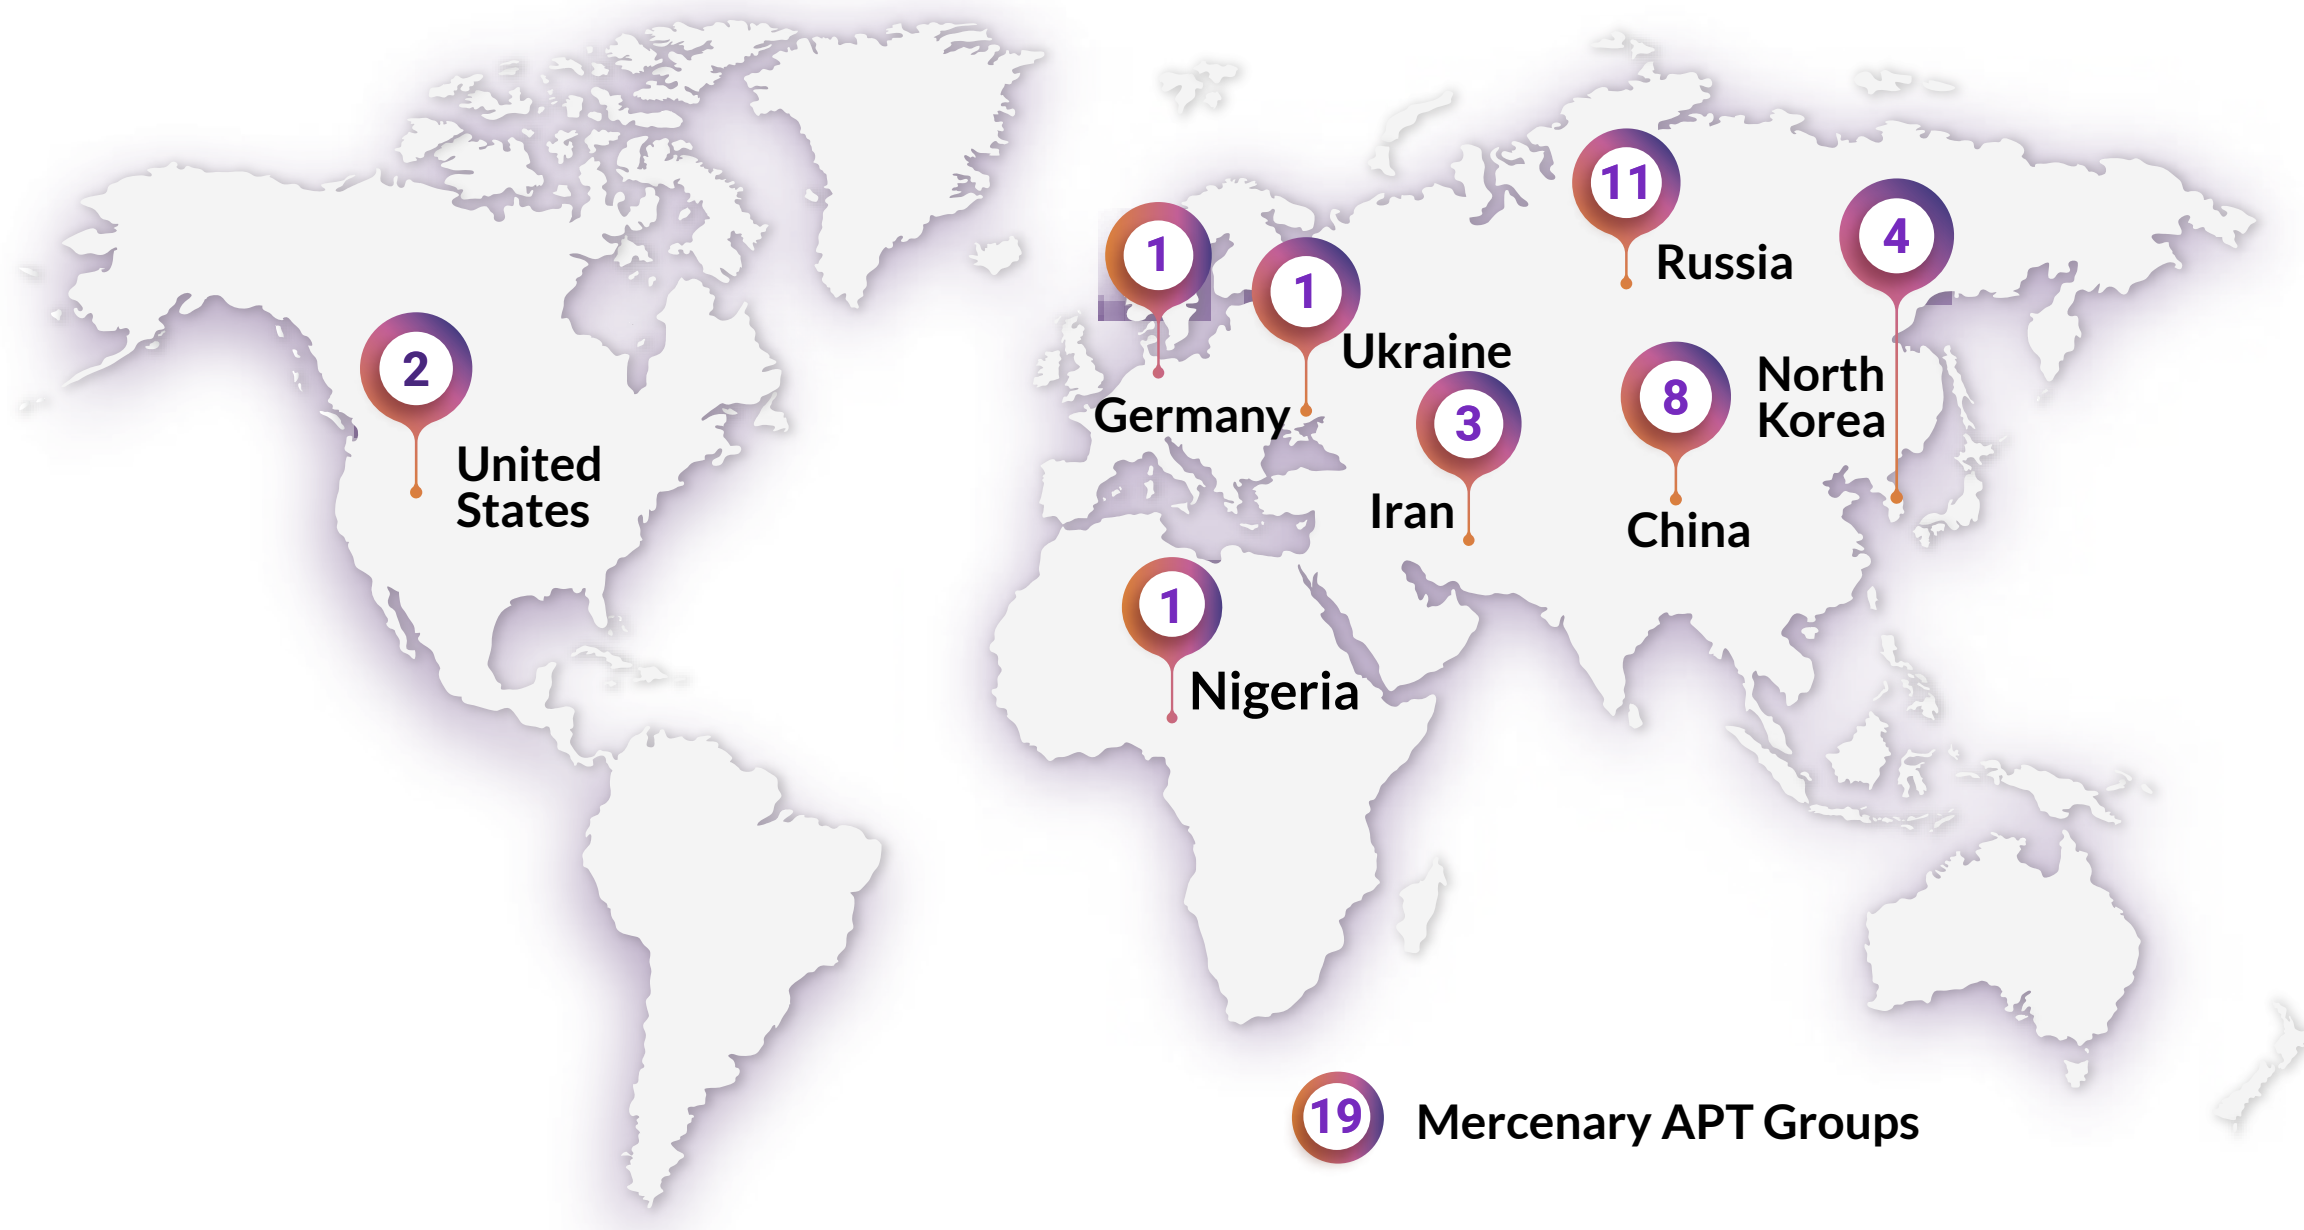 11
Russia
4
1
1
Ukraine
2
United
States
Germany
3
Iran
8
China
North
Korea
1
Nigeria
19
Mercenary APT Groups